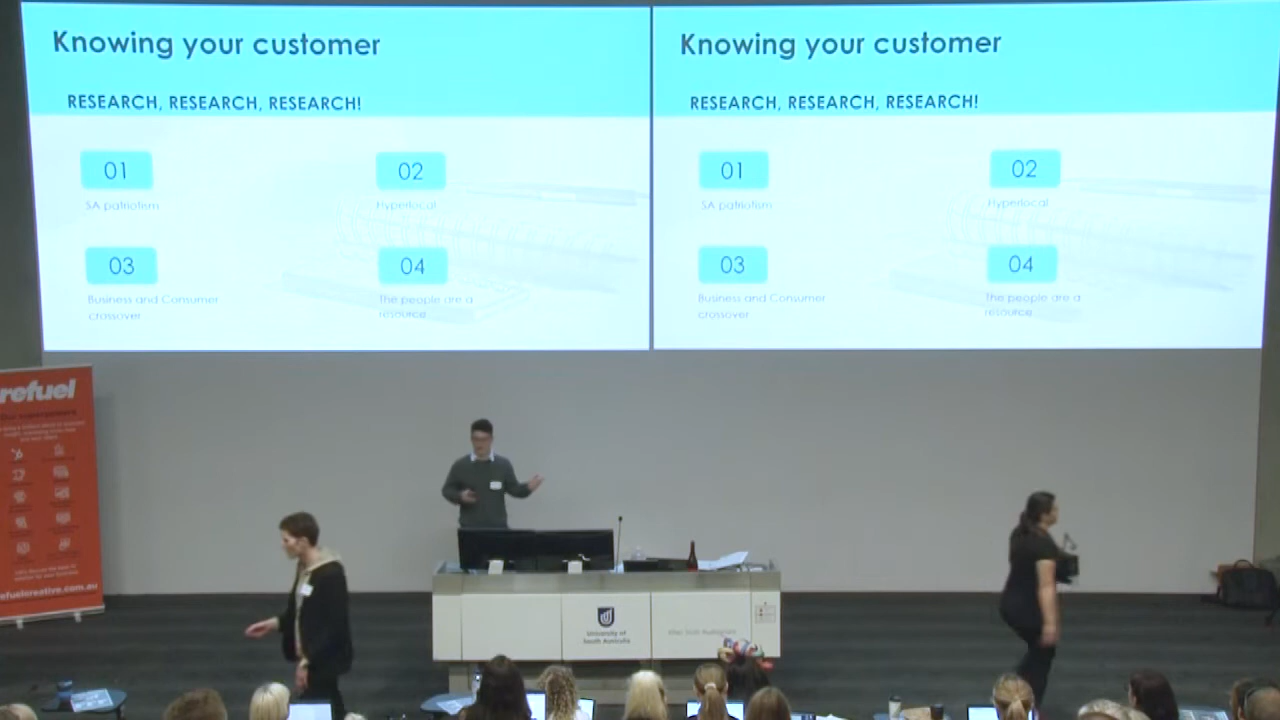 Knowing your customer
RESEARCH, RESEARCH, RESEARCH!
01
SA patriotism
02
Hyperlocal
03
Business and Consumer
crossover
04
The people are a
resource
Knowing your customer
RESEARCH, RESEARCH, RESEARCH!
01
SA patriotism
02
Hyperlocal
03
Business and Consumer
crossover
04
The people are a
resource
refuel
efuelcreative.com.au
University of
South Australia